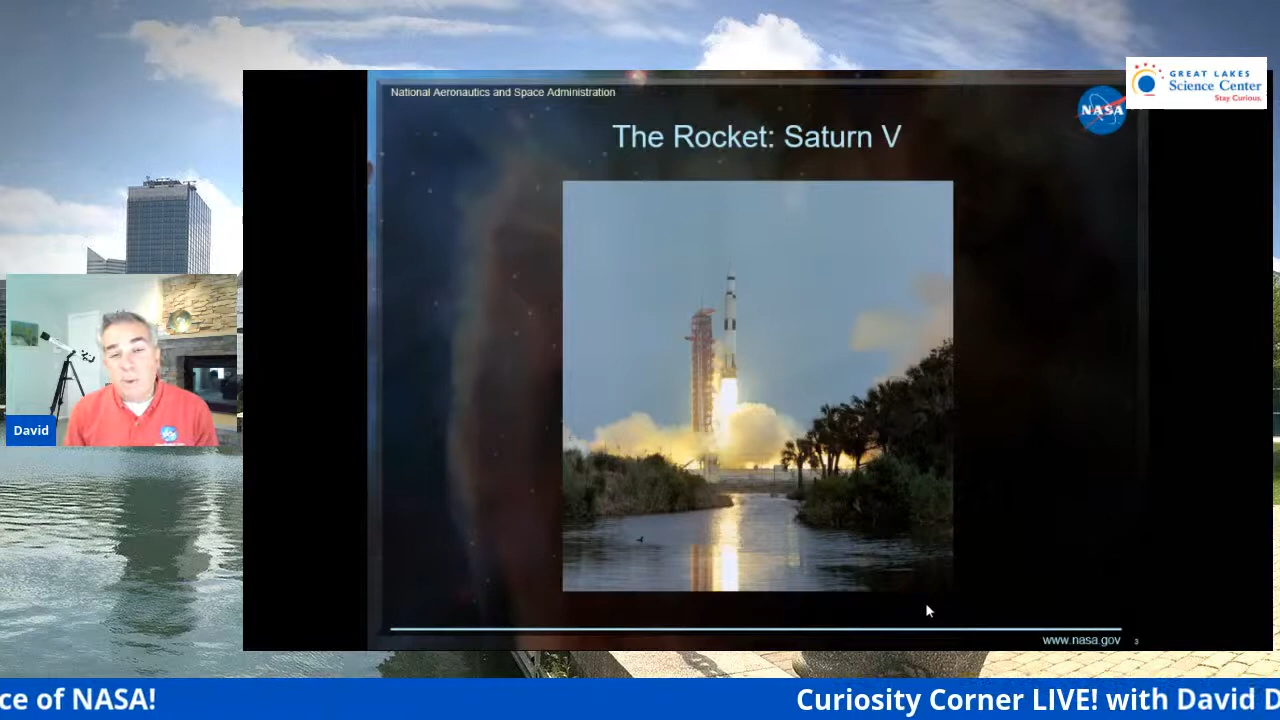 GREAT LAKES
Science Center
Stay Curious.
National Aeronautics and Space Administration
NASA
The Rocket: Saturn V
David
www.nasa.gov
3
ce of NASA!
Curiosity Corner LIVE! with David D